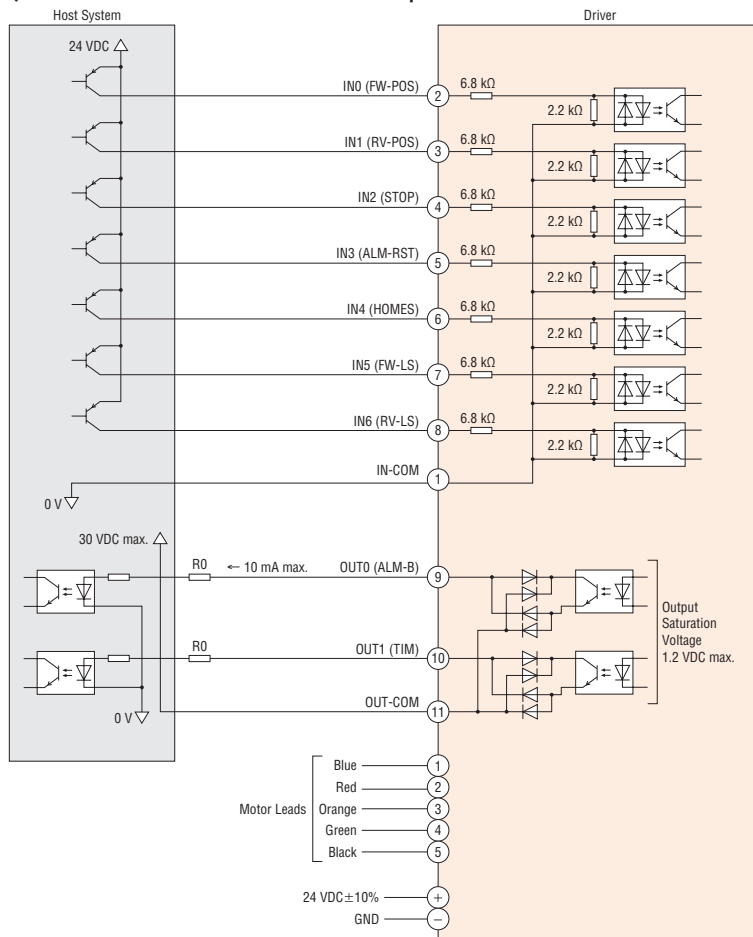 Host System
Driver
24 VDC
IN0 (FW-POS)
2
6.8 kΩ
2.2 kΩ
IN1 (RV-POS)
3
6.8 kΩ
2.2 kΩ
IN2 (STOP)
4
6.8 kΩ
2.2 kΩ
IN3 (ALM-RST)
5
6.8 kΩ
2.2 kΩ
IN4 (HOMES)
6
6.8 kΩ
2.2 kΩ
IN5 (FW-LS)
7
6.8 kΩ
2.2 kΩ
IN6 (RV-LS)
8
6.8 kΩ
2.2 kΩ
IN-COM
1
0 V
30 VDC max.
R0
← 10 mA max.
OUT0 (ALM-B)
9
Output
Saturation
Voltage
1.2 VDC max.
R0
OUT1 (TIM)
10
OUT-COM
11
0 V
Motor Leads
Blue
1
Red
2
Orange
3
Green
4
Black
5
24 VDC±10%
+
GND
−